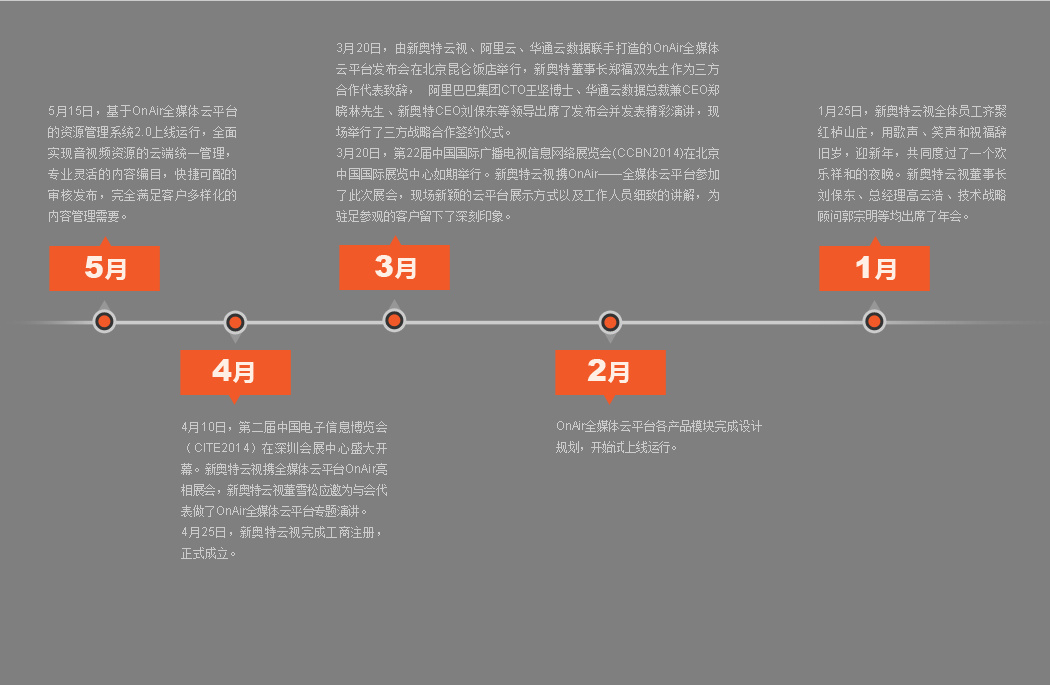 5月15日，基于OnAir全媒体云平台
的资源管理系统2.0上线运行，全面
实现音视频资源的云端统一管理，
专业灵活的内容编目，快捷可配的
审核发布，完全满足客户多样化的
内容管理需要。
5月
4月
4月10日，第二届中国电子信息博览会
（CITE2014）在深圳会展中心盛大开
幕。新奥特云视携全媒体云平台OnAir亮
相展会，新奥特云视董雪松应邀为与会代
表做了OnAir全媒体云平台专题演讲。
4月25日，新奥特云视完成工商注册，
正式成立。
3月20日，由新奥特云视、阿里云、华通云数据联手打造的OnAir全媒体
云平台发布会在北京昆仑饭店举行，新奥特董事长郑福双先生作为三方
合作代表致辞， 阿里巴巴集团CTO王坚博士、华通云数据总裁兼CEO郑
晓林先生、新奥特CEO刘保东等领导出席了发布会并发表精彩演讲，现
场举行了三方战略合作签约仪式。
3月20日，第22届中国国际广播电视信息网络展览会(CCBN2014)在北京
中国国际展览中心如期举行。新奥特云视携OnAir——全媒体云平台参加
了此次展会，现场新颖的云平台展示方式以及工作人员细致的讲解，为
驻足参观的客户留下了深刻印象。
3月
2月
OnAir全媒体云平台各产品模块完成设计
规划，开始试上线运行。
1月25日，新奥特云视全体员工齐聚
红栌山庄，用歌声、笑声和祝福辞
旧岁，迎新年，共同度过了一个欢
乐祥和的夜晚。新奥特云视董事长
刘保东、总经理高云浩、技术战略
顾问郭宗明等均出席了年会。
1月